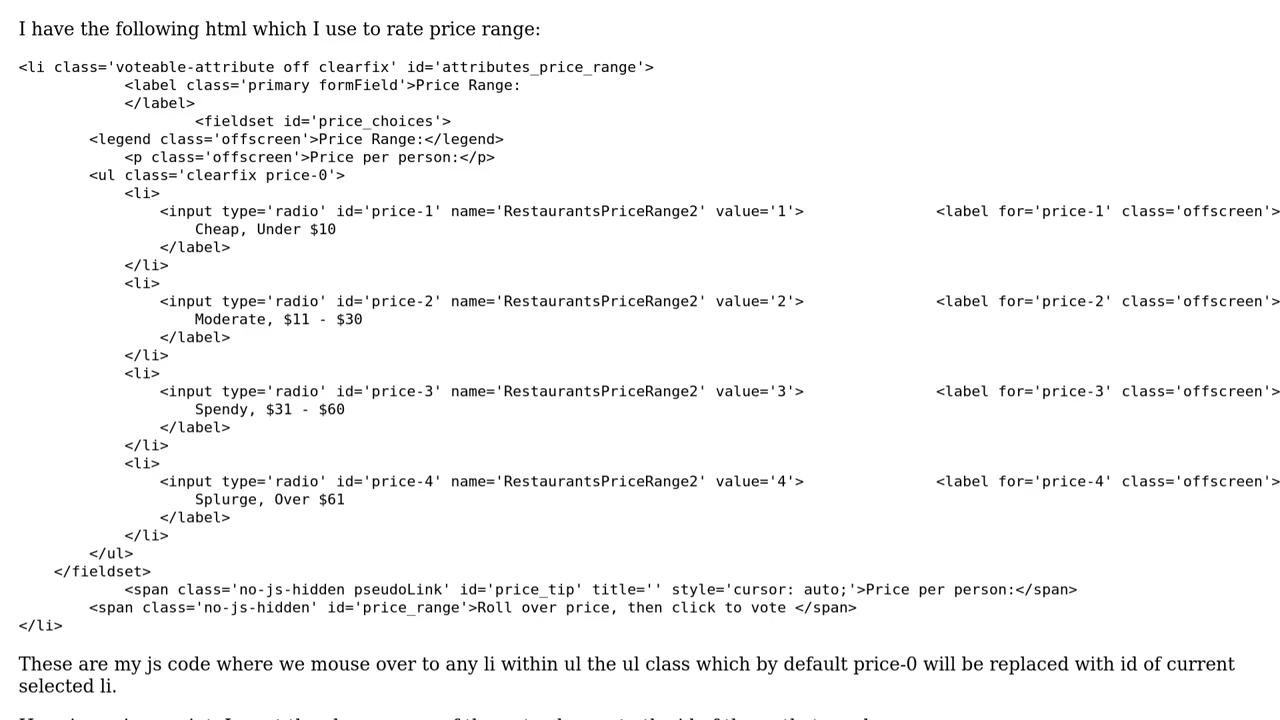 I have the following html which I use to rate price range:
<li class='voteable-attribute off clearfix' id='attributes_price_range'>
<label class='primary formField'>Price Range:
</label>
<fieldset id='price_choices'>
<legend class='offscreen'>Price Range:</legend>
<p class='offscreen'>Price per person:</p>
<ul class='clearfix price-0'>
<li>
<input type='radio' id='price-1' name='RestaurantsPriceRange2' value='1'> <label for='price-1' class='offscreen'>
Cheap, Under $10
</label>
</li>
<li>
<input type='radio' id='price-2' name='RestaurantsPriceRange2' value='2'> <label for='price-2' class='offscreen'>
Moderate, $11 - $30
</label>
</li>
<li>
<input type='radio' id='price-3' name='RestaurantsPriceRange2' value='3'> <label for='price-3' class='offscreen'>
Spendy, $31 - $60
</label>
</li>
<li>
<input type='radio' id='price-4' name='RestaurantsPriceRange2' value='4'> <label for='price-4' class='offscreen'>
Splurge, Over $61
</label>
</li>
</ul>
</fieldset>
<span class='no-js-hidden pseudoLink' id='price_tip' title='' style='cursor: auto;'>Price per person:</span>
<span class='no-js-hidden' id='price_range'>Roll over price, then click to vote </span>
</li>
These are my js code where we mouse over to any li within ul the ul class which by default price-0 will be replaced with id of current
selected li.